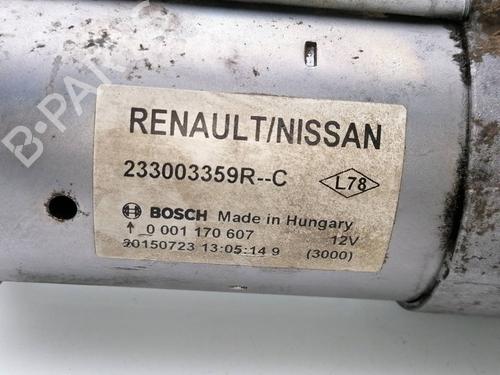 RENAULT/NISSAN
233003359R--C
L78
BOSCH Made in Hungary
0 001 170 607 12V
20150723 13:05:14 9 (3000)
B-PARTS